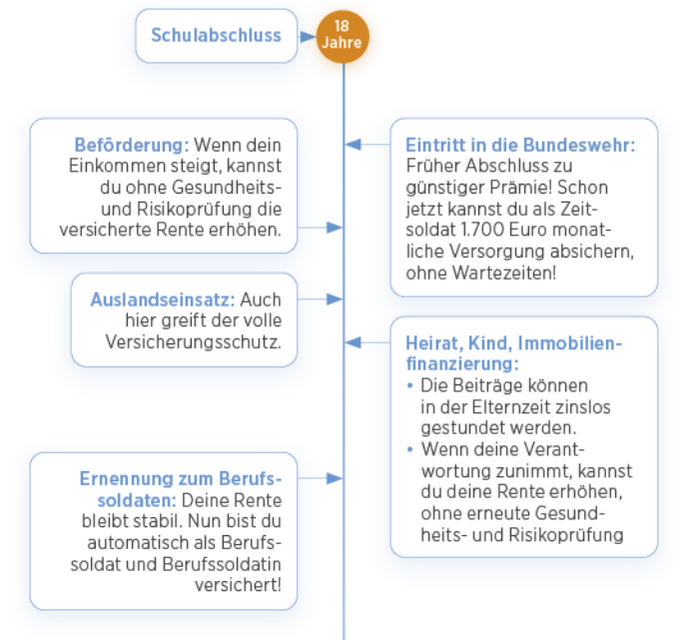 Schulabschluss
18
Jahre
Eintritt in die Bundeswehr:
Früher Abschluss zu
günstiger Prämie! Schon
jetzt kannst du als Zeit-
soldat 1.700 Euro monat-
liche Versorgung absichern,
ohne Wartezeiten!
Beförderung: Wenn dein
Einkommen steigt, kannst
du ohne Gesundheits-
und Risikoprüfung die
versicherte Rente erhöhen.
Auslandseinsatz: Auch
hier greift der volle
Versicherungsschutz.
Heirat, Kind, Immobilien-
finanzierung:
• Die Beiträge können
in der Elternzeit zinslos
gestundet werden.
• Wenn deine Verant-
wortung zunimmt, kannst
du deine Rente erhöhen,
ohne erneute Gesund-
heits- und Risikoprüfung
Ernennung zum Berufs-
soldaten: Deine Rente
bleibt stabil. Nun bist du
automatisch als Berufs-
soldat und Berufssoldatin
versichert!